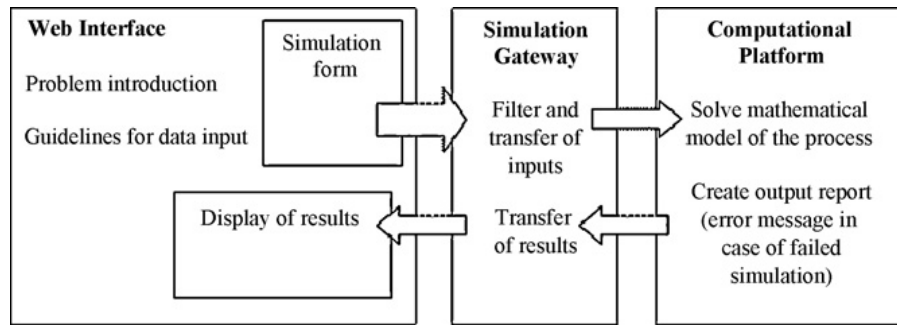 Web Interface
Problem introduction
Guidelines for data input
Simulation
form
Display of results
Simulation
Gateway
Filter and
transfer of
inputs
Transfer
of results
Computational
Platform
Solve mathematical
model of the process
Create output report
(error message in
case of failed
simulation)